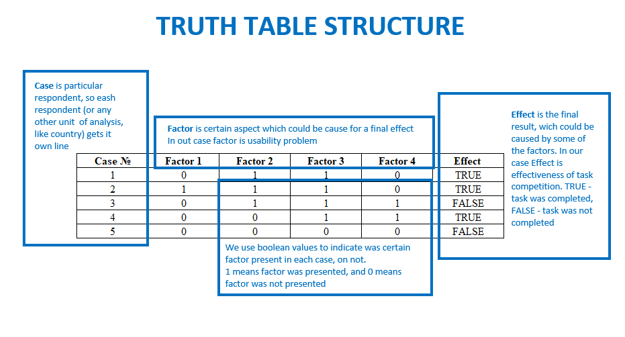 TRUTH TABLE STRUCTURE
Case is particular
respondent, so eash
respondent (or any
other unit of analysis,
like country) gets it
own line
Factor is certain aspect which could be cause for a final effect
In out case factor is usability problem
Effect is the final
result, wich could be
caused by some of
the factors. In our
case Effect is
effectiveness of task
competition. TRUE -
task was completed,
FALSE - task was not
completed
Case № Factor 1 Factor 2 Factor 3 Factor 4 Effect
1 0 1 1 0 TRUE
2 1 1 1 0 TRUE
3 0 1 1 1 FALSE
4 0 0 1 1 TRUE
5 0 0 0 0 FALSE
We use boolean values to indicate was certain
factor present in each case, on not.
1 means factor was presented, and 0 means
factor was not presented